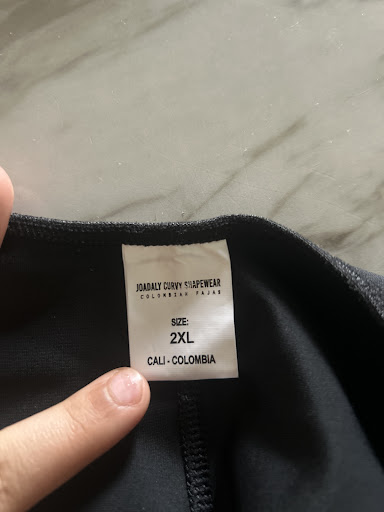 JOADALY CURVY SHAPEWEAR
COLOMBIAN FAJAS
SIZE:
2XL
CALI - COLOMBIA